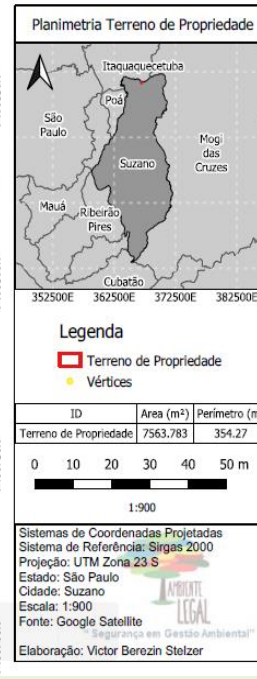 Planimetria Terreno de Propriedade
Itaquaquecetuba
Poá
São
Paulo
Mogi
das
Cruzes
Suzano
Mauá
Ribeirão
Pires
Cubatão
352500E 362500E 372500E 382500E
Legenda
Terreno de Propriedade
Vértices
ID Area (m²) Perímetro (m
Terreno de Propriedade 7563.783 354.27
0 10 20 30 40 50 m
1:900
Sistemas de Coordenadas Projetadas
Sistema de Referência: Sirgas 2000
Projeção: UTM Zona 23 S
Estado: São Paulo
Cidade: Suzano
Escala: 1:900
Fonte: Google Satellite
AMBIENTE
LEGAL
"Segurança em Gestão Ambiental"
Elaboração: Victor Berezin Stelzer